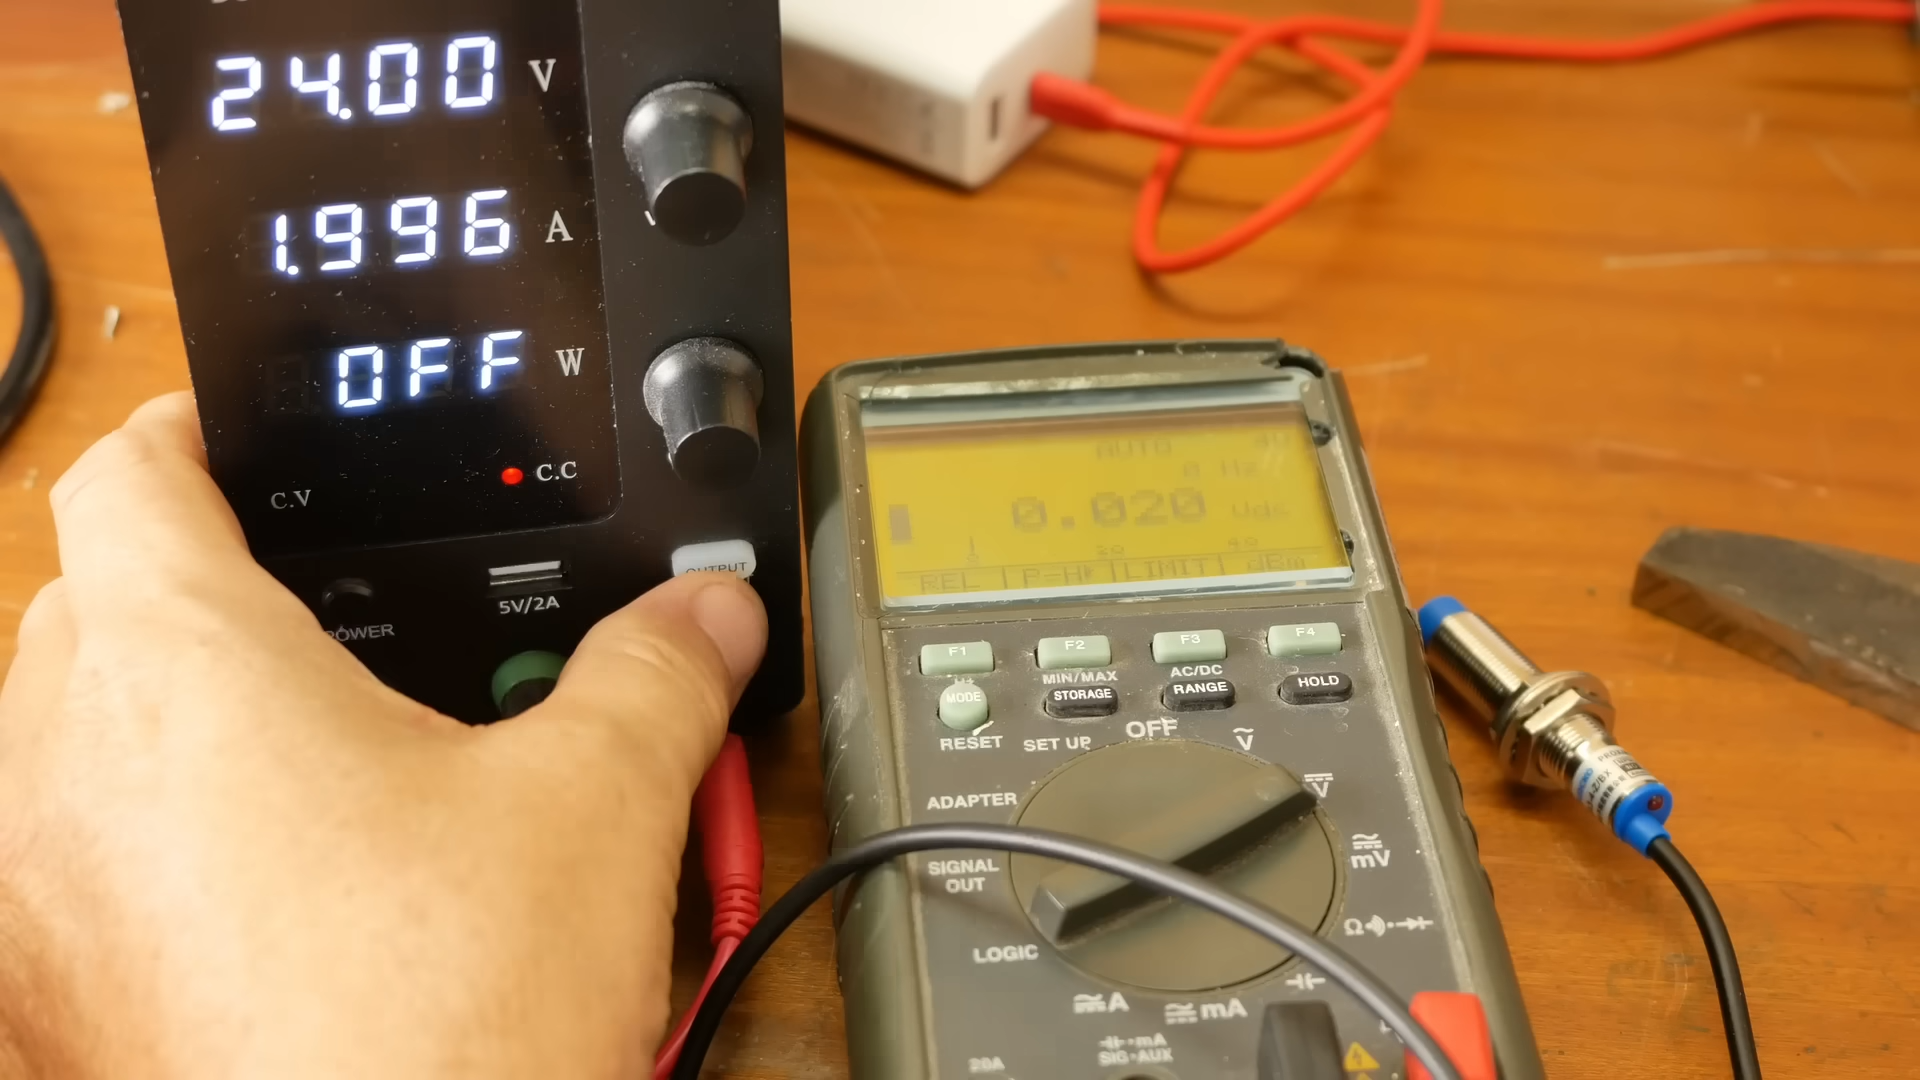 24.00 V
1.996 A
OFF W
C.C
C.V
OUTPUT
5V/2A
POWER
AUTO
0 Hz
0.020 Vdc
REL
LIMIT
dBm
F1
F2
F3
F4
MIN/MAX
AC/DC
MODE
STORAGE
RANGE
HOLD
RESET
SET UP
OFF
Ṽ
V
ADAPTER
mV
SIGNAL
OUT
Ω
LOGIC
A
mA
mA
SIG•AUX
20A